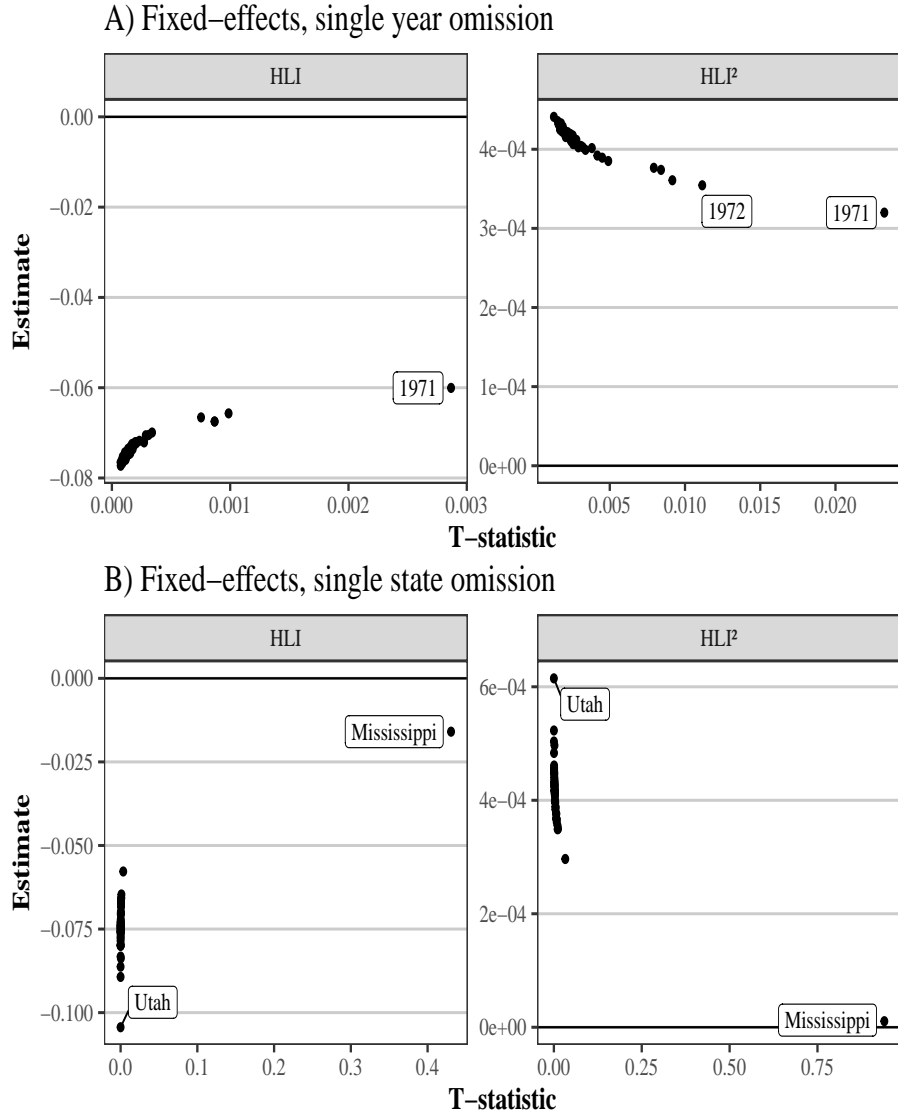 A) Fixed−effects, single year omission
HLI HLI²
0.00
−0.02
−0.04
−0.06
−0.08
Estimate
1971
0.000 0.001 0.002 0.003
4e−04
3e−04
2e−04
1e−04
0e+00
1972 1971
0.005 0.010 0.015 0.020
T−statistic
B) Fixed−effects, single state omission
HLI HLI²
0.000
−0.025
−0.050
−0.075
−0.100
Estimate
Mississippi
Utah
0.0 0.1 0.2 0.3 0.4
6e−04
4e−04
2e−04
0e+00
Utah
Mississippi
0.00 0.25 0.50 0.75
T−statistic